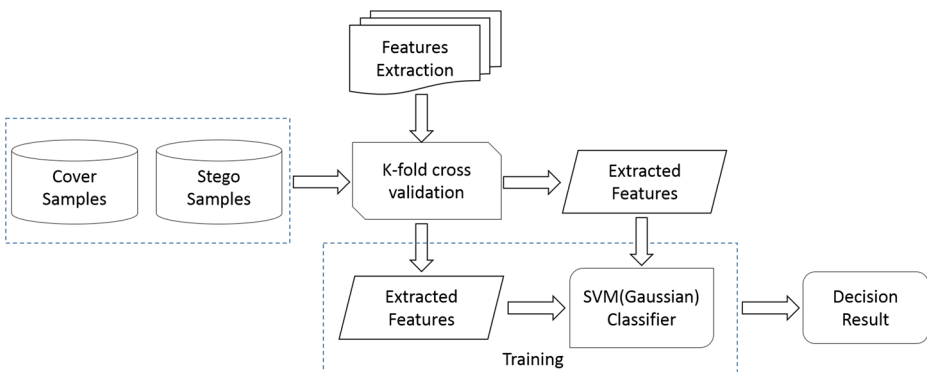 Features
Extraction
Cover
Samples
Stego
Samples
K-fold cross
validation
Extracted
Features
Extracted
Features
SVM(Gaussian)
Classifier
Decision
Result
Training